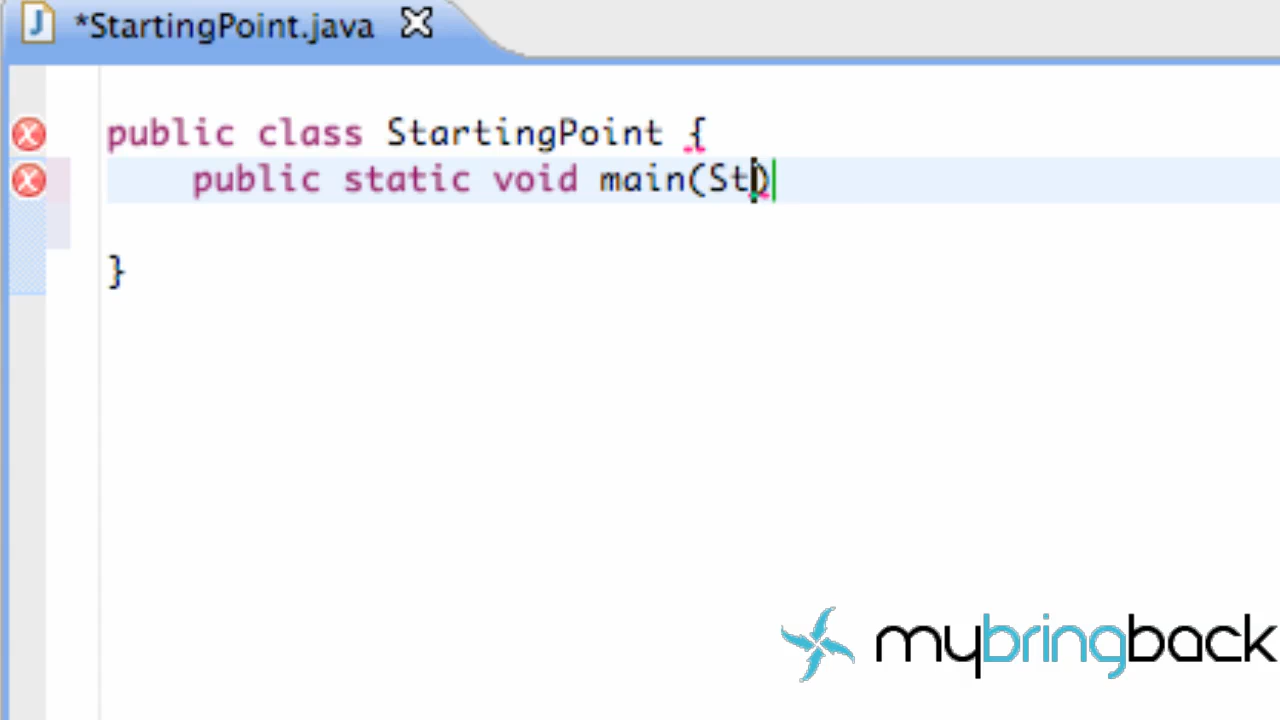 *StartingPoint.java
public class StartingPoint {
public static void main(St)
}
mybringback